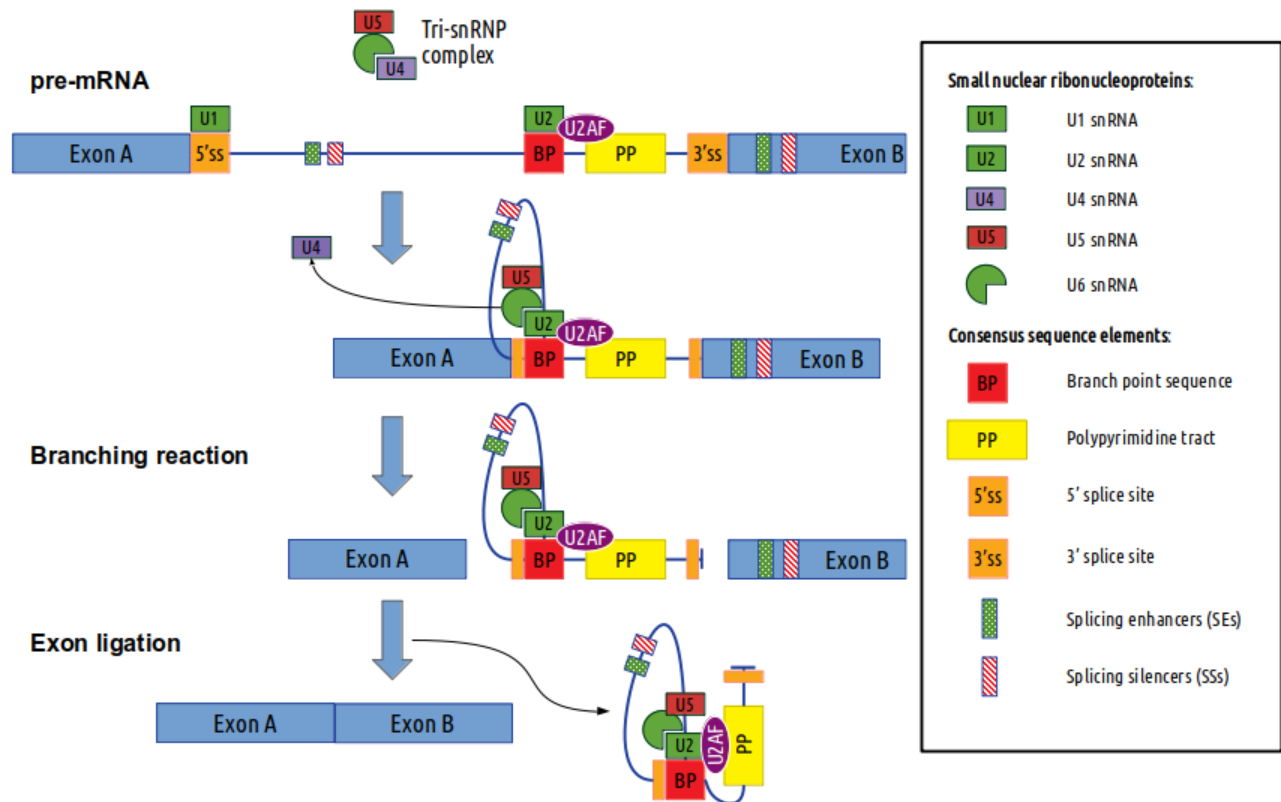 U5
U4
Tri-snRNP
complex
pre-mRNA
U1
U2
U2AF
Exon A
5'ss
BP
PP
3'ss
Exon B
U4
U5
U2
U2AF
Exon A
BP
PP
Exon B
Branching reaction
U5
U2
U2AF
Exon A
BP
PP
Exon B
Exon ligation
Exon A
Exon B
U5
U2
U2AF
PP
BP
Small nuclear ribonucleoproteins:
U1 U1 snRNA
U2 U2 snRNA
U4 U4 snRNA
U5 U5 snRNA
U6 snRNA
Consensus sequence elements:
BP Branch point sequence
PP Polypyrimidine tract
5'ss 5' splice site
3'ss 3' splice site
Splicing enhancers (SEs)
Splicing silencers (SSs)